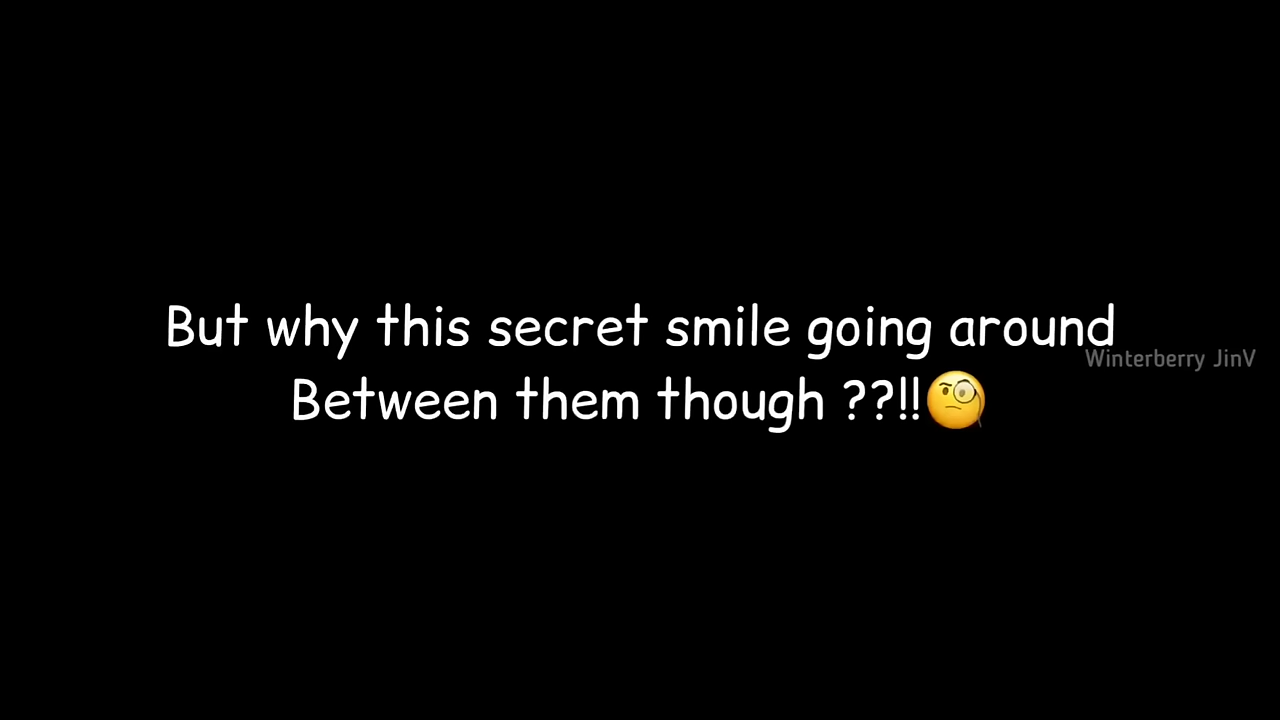 But why this secret smile going around
Winterberry JinV
Between them though ??!!🧐